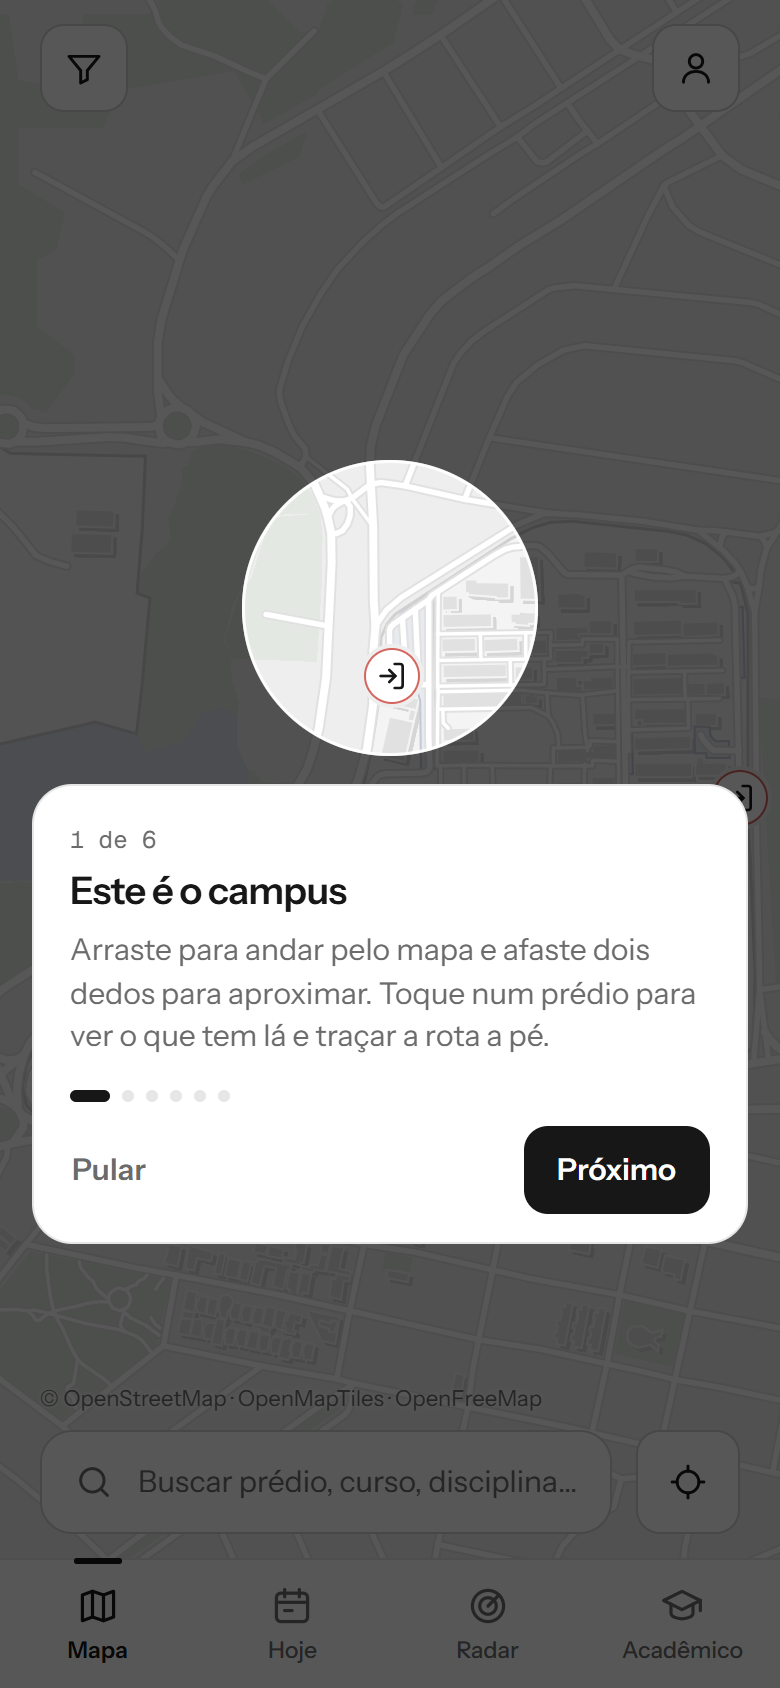 1 de 6
Este é o campus
Arraste para andar pelo mapa e afaste dois
dedos para aproximar. Toque num prédio para
ver o que tem lá e traçar a rota a pé.
Pular
Próximo
© OpenStreetMap · OpenMapTiles · OpenFreeMap
Buscar prédio, curso, disciplina...
Mapa
Hoje
Radar
Acadêmico